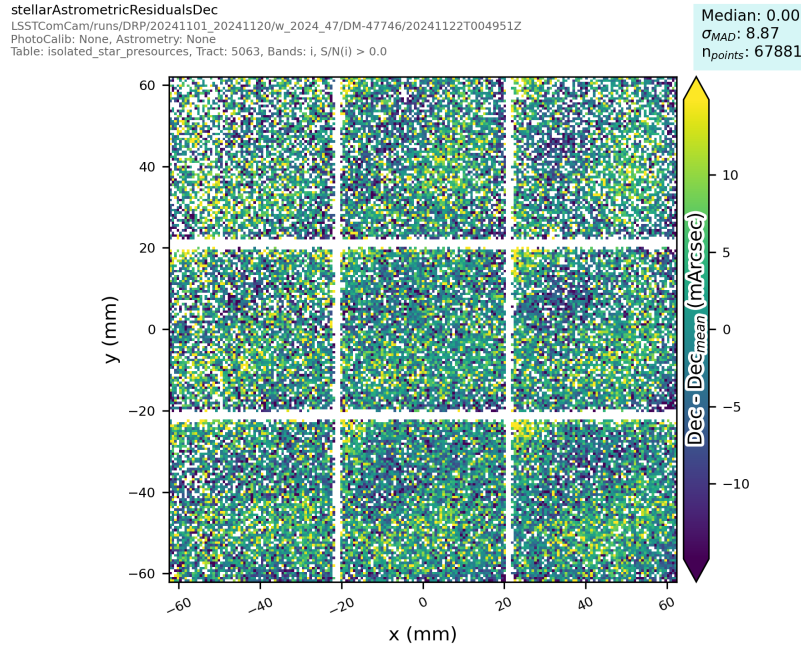 stellarAstrometricResidualsDec
LSSTComCam/runs/DRP/20241101_20241120/w_2024_47/DM-47746/20241122T004951Z
PhotoCalib: None, Astrometry: None
Table: isolated_star_presources, Tract: 5063, Bands: i, S/N(i) > 0.0
Median: 0.00
σMAD: 8.87
npoints: 67881
60
40
20
0
−20
−40
−60
y (mm)
−60
−40
−20
0
20
40
60
x (mm)
10
5
0
−5
−10
Dec - Decmean (mArcsec)